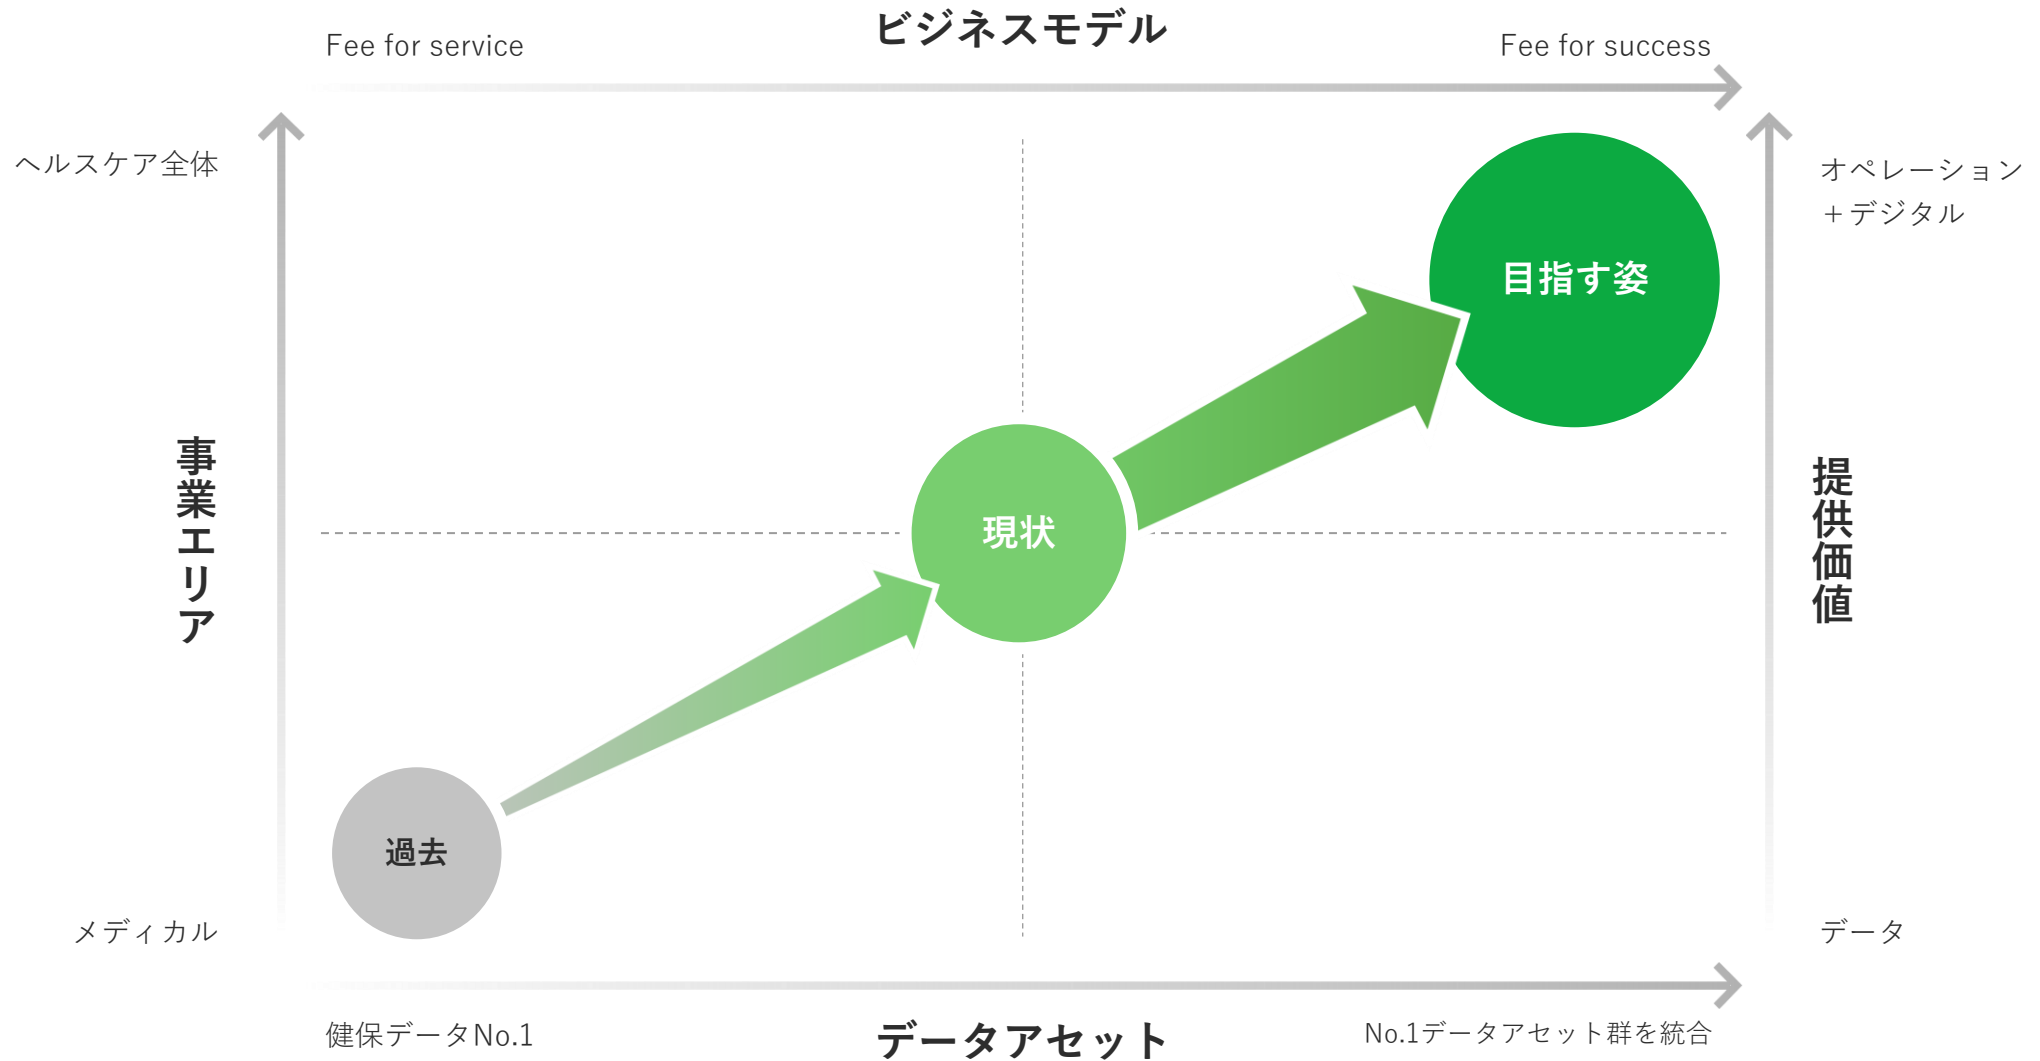 ビジネスモデル
Fee for service
Fee for success
ヘルスケア全体
オペレーション
＋デジタル
目指す姿
事業エリア
提供価値
現状
過去
メディカル
データ
健保データNo.1
データアセット
No.1データアセット群を統合